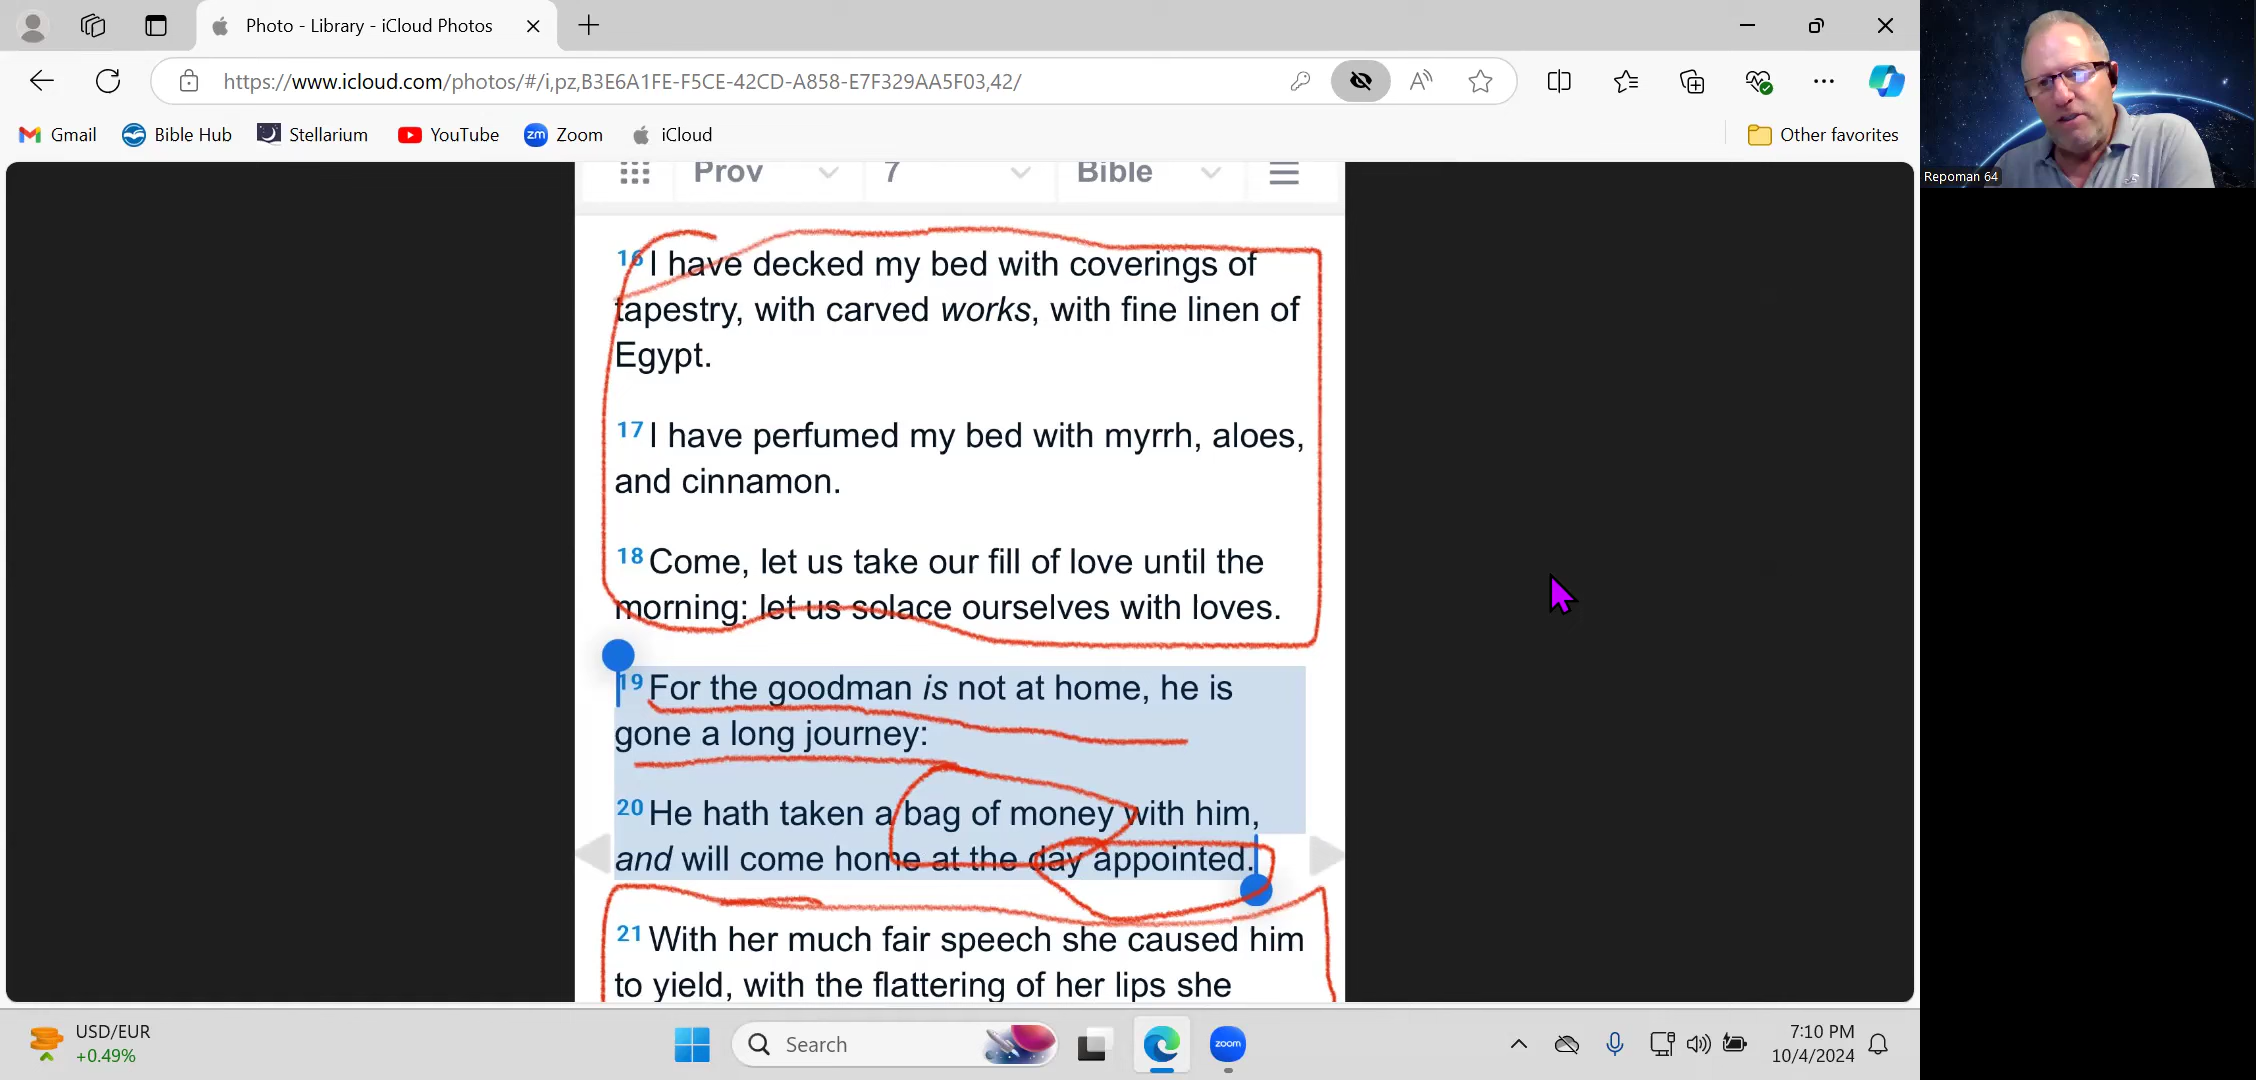 Photo - Library - iCloud Photos
https://www.icloud.com/photos/#/i,pz,B3E6A1FE-F5CE-42CD-A858-E7F329AA5F03,42/
Gmail Bible Hub Stellarium YouTube zm Zoom iCloud Other favorites
Repoman 64
Prov 7 Bible
16 I have decked my bed with coverings of
tapestry, with carved works, with fine linen of
Egypt.
17 I have perfumed my bed with myrrh, aloes,
and cinnamon.
18 Come, let us take our fill of love until the
morning: let us solace ourselves with loves.
19 For the goodman is not at home, he is
gone a long journey:
20 He hath taken a bag of money with him,
and will come home at the day appointed.
21 With her much fair speech she caused him
to yield, with the flattering of her lips she
USD/EUR
+0.49%
Search
zoom
7:10 PM
10/4/2024